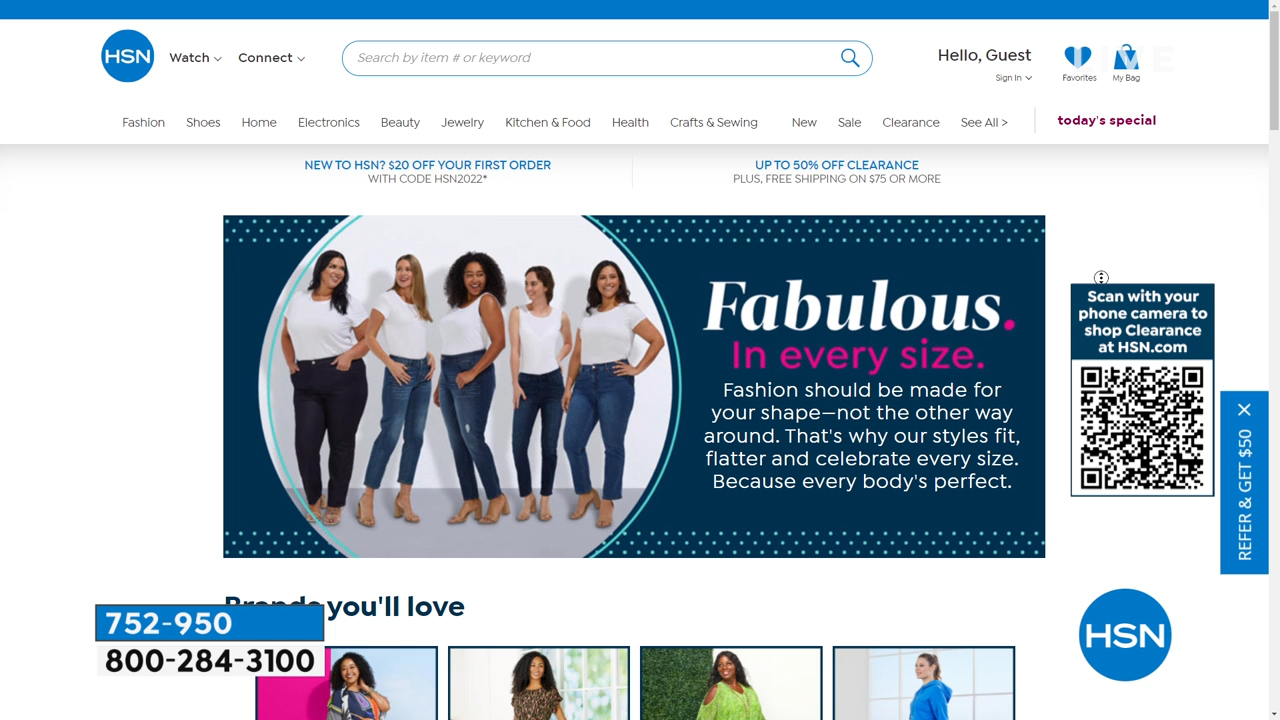 HSN
Watch
Connect
Search by item # or keyword
Hello, Guest
Sign In
Favorites
My Bag
LIVE
Fashion
Shoes
Home
Electronics
Beauty
Jewelry
Kitchen & Food
Health
Crafts & Sewing
New
Sale
Clearance
See All >
today's special
NEW TO HSN? $20 OFF YOUR FIRST ORDER
WITH CODE HSN2022*
UP TO 50% OFF CLEARANCE
PLUS, FREE SHIPPING ON $75 OR MORE
Fabulous.
In every size.
Fashion should be made for
your shape—not the other way
around. That's why our styles fit,
flatter and celebrate every size.
Because every body's perfect.
Scan with your
phone camera to
shop Clearance
at HSN.com
REFER & GET $50
Brands you'll love
752-950
800-284-3100
HSN